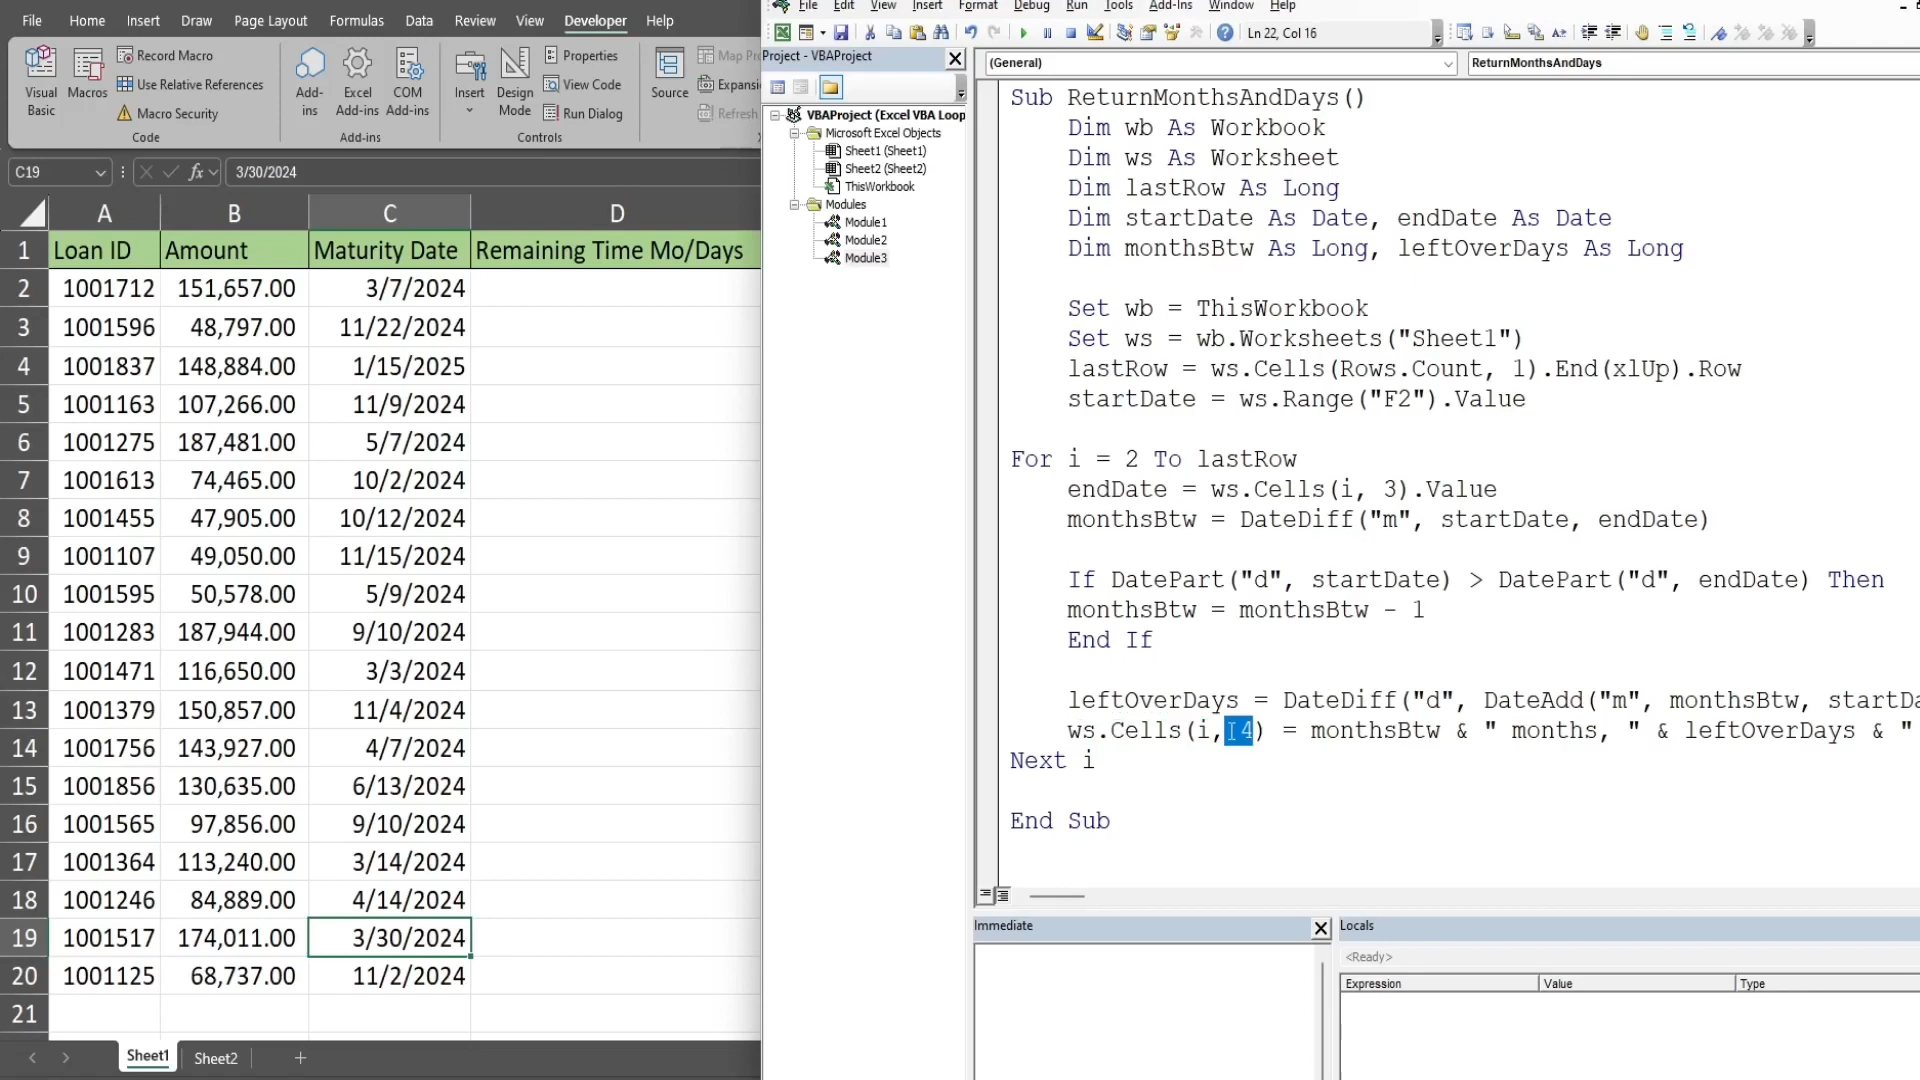 File Home Insert Draw Page Layout Formulas Data Review View Developer Help
Visual Basic
Macros
Record Macro
Use Relative References
Macro Security
Code
Add-ins
Excel Add-ins
COM Add-ins
Add-ins
Insert
Design Mode
Properties
View Code
Run Dialog
Controls
Source
Map Pr
Expansi
Refresh
C19 fx 3/30/2024
A B C D
1 Loan ID Amount Maturity Date Remaining Time Mo/Days
2 1001712 151,657.00 3/7/2024
3 1001596 48,797.00 11/22/2024
4 1001837 148,884.00 1/15/2025
5 1001163 107,266.00 11/9/2024
6 1001275 187,481.00 5/7/2024
7 1001613 74,465.00 10/2/2024
8 1001455 47,905.00 10/12/2024
9 1001107 49,050.00 11/15/2024
10 1001595 50,578.00 5/9/2024
11 1001283 187,944.00 9/10/2024
12 1001471 116,650.00 3/3/2024
13 1001379 150,857.00 11/4/2024
14 1001756 143,927.00 4/7/2024
15 1001856 130,635.00 6/13/2024
16 1001565 97,856.00 9/10/2024
17 1001364 113,240.00 3/14/2024
18 1001246 84,889.00 4/14/2024
19 1001517 174,011.00 3/30/2024
20 1001125 68,737.00 11/2/2024
21
Sheet1 Sheet2
File Edit View Insert Format Debug Run Tools Add-Ins Window Help
Ln 22, Col 16
Project - VBAProject
VBAProject (Excel VBA Loop
Microsoft Excel Objects
Sheet1 (Sheet1)
Sheet2 (Sheet2)
ThisWorkbook
Modules
Module1
Module2
Module3
(General) ReturnMonthsAndDays
Sub ReturnMonthsAndDays()
Dim wb As Workbook
Dim ws As Worksheet
Dim lastRow As Long
Dim startDate As Date, endDate As Date
Dim monthsBtw As Long, leftOverDays As Long
Set wb = ThisWorkbook
Set ws = wb.Worksheets("Sheet1")
lastRow = ws.Cells(Rows.Count, 1).End(xlUp).Row
startDate = ws.Range("F2").Value
For i = 2 To lastRow
endDate = ws.Cells(i, 3).Value
monthsBtw = DateDiff("m", startDate, endDate)
If DatePart("d", startDate) > DatePart("d", endDate) Then
monthsBtw = monthsBtw - 1
End If
leftOverDays = DateDiff("d", DateAdd("m", monthsBtw, startDa
ws.Cells(i, 4) = monthsBtw & " months, " & leftOverDays & "
Next i
End Sub
Immediate
Locals
<Ready>
Expression Value Type